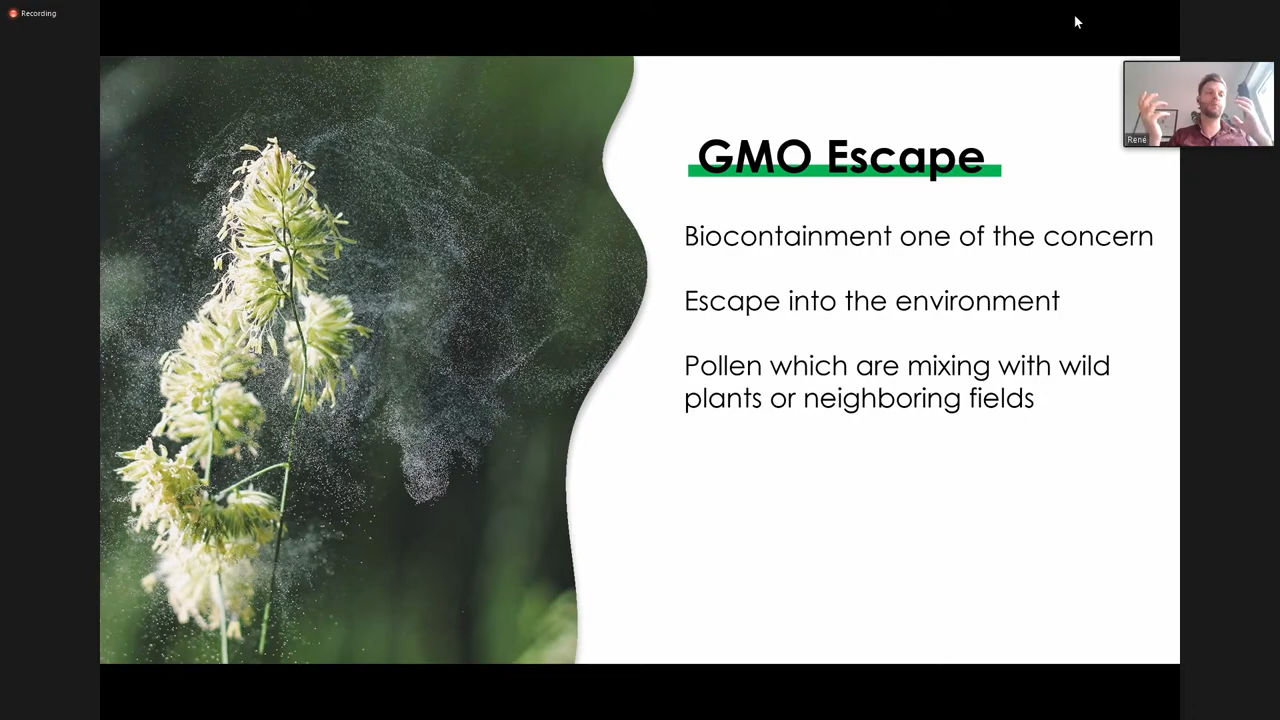 Recording
GMO Escape
René
Biocontainment one of the concern
Escape into the environment
Pollen which are mixing with wild
plants or neighboring fields